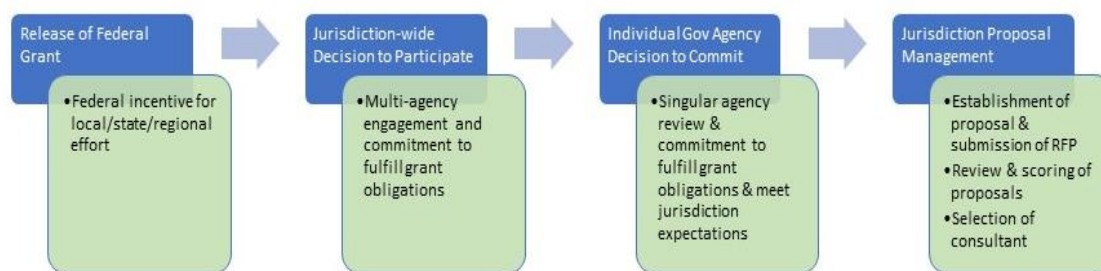 Release of Federal
Grant
•Federal incentive for
local/state/regional
effort
Jurisdiction-wide
Decision to Participate
•Multi-agency
engagement and
commitment to
fulfill grant
obligations
Individual Gov Agency
Decision to Commit
•Singular agency
review &
commitment to
fulfill grant
obligations & meet
jurisdiction
expectations
Jurisdiction Proposal
Management
•Establishment of
proposal &
submission of RFP
•Review & scoring of
proposals
•Selection of
consultant